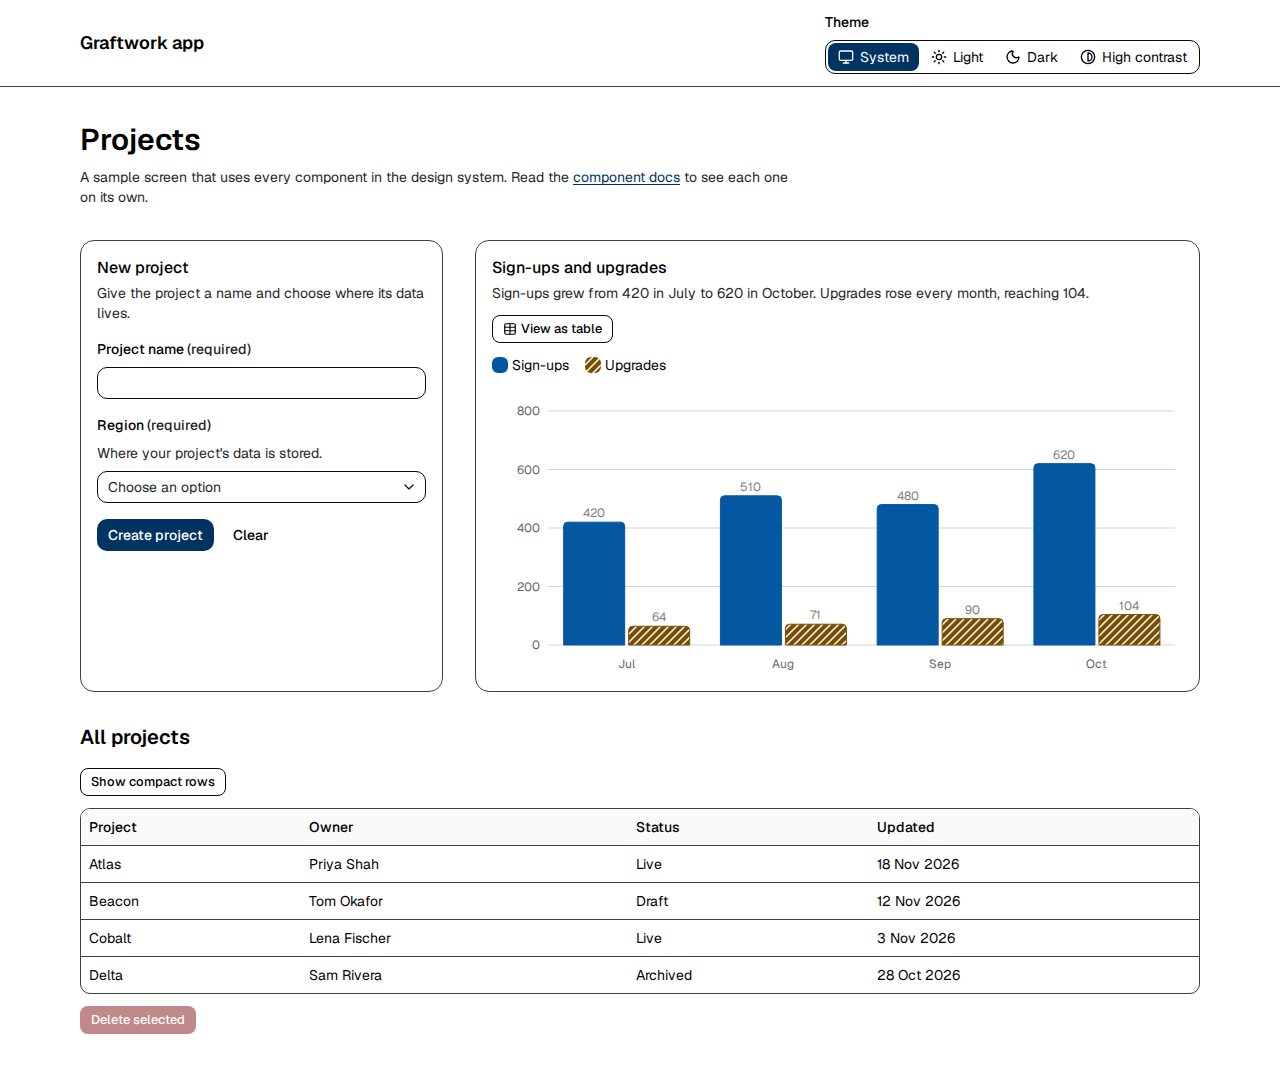 Graftwork app
Theme
System
Light
Dark
High contrast
Projects
A sample screen that uses every component in the design system. Read the component docs to see each one
on its own.
New project
Give the project a name and choose where its data
lives.
Project name (required)
Region (required)
Where your project's data is stored.
Choose an option
Create project
Clear
Sign-ups and upgrades
Sign-ups grew from 420 in July to 620 in October. Upgrades rose every month, reaching 104.
View as table
Sign-ups
Upgrades
800
600
400
200
0
420
64
510
71
480
90
620
104
Jul
Aug
Sep
Oct
All projects
Show compact rows
Project Owner Status Updated
Atlas Priya Shah Live 18 Nov 2026
Beacon Tom Okafor Draft 12 Nov 2026
Cobalt Lena Fischer Live 3 Nov 2026
Delta Sam Rivera Archived 28 Oct 2026
Delete selected